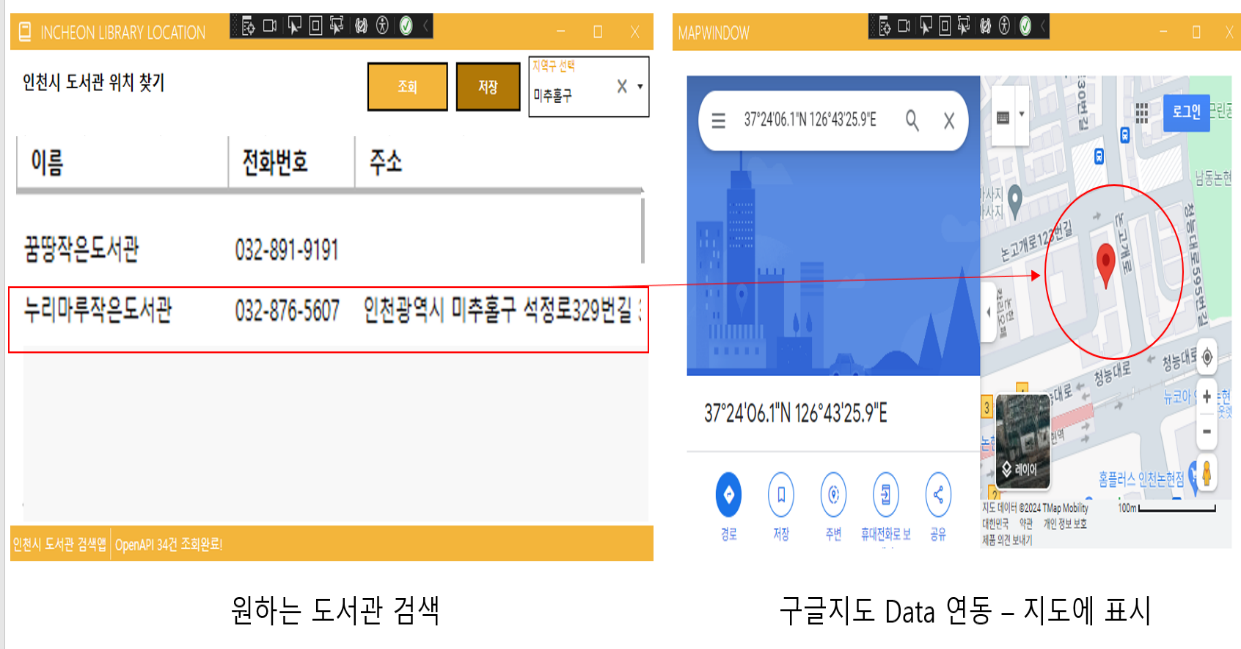 INCHEON LIBRARY LOCATION
인천시 도서관 위치 찾기
조회
저장
지역구 선택
미추홀구
이름 전화번호 주소
꿈땅작은도서관 032-891-9191
누리마루작은도서관 032-876-5607 인천광역시 미추홀구 석정로329번길
인천시 도서관 검색앱 OpenAPI 34건 조회완료!
원하는 도서관 검색
MAPWINDOW
37°24'06.1"N 126°43'25.9"E
37°24'06.1"N 126°43'25.9"E
경로
저장
주변
휴대전화로 보
공유
로그인
근린공
남동논현
논고개로123번길
논고개로
청능대로595번길
청능대로
청능대로
뉴코아
홈플러스 인천논현점
3
2
레이어
지도 데이터 ©2024 TMap Mobility
100m
대한민국 약관 개인 정보 보호
제품 의견 보내기
구글지도 Data 연동 – 지도에 표시